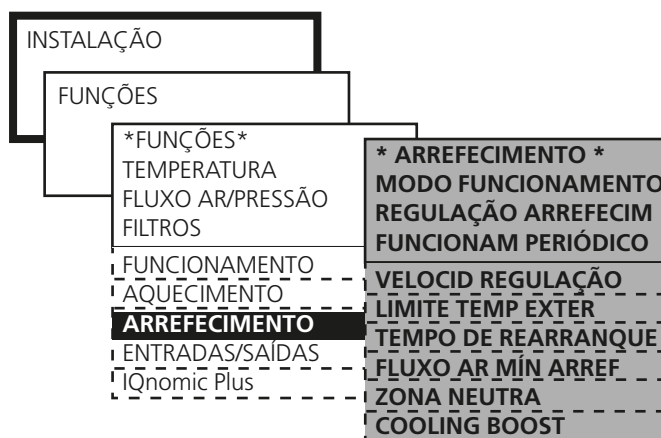 INSTALAÇÃO
FUNÇÕES
*FUNÇÕES*
TEMPERATURA
FLUXO AR/PRESSÃO
FILTROS
FUNCIONAMENTO
AQUECIMENTO
ARREFECIMENTO
ENTRADAS/SAÍDAS
IQnomic Plus
* ARREFECIMENTO *
MODO FUNCIONAMENTO
REGULAÇÃO ARREFECIM
FUNCIONAM PERIÓDICO
VELOCID REGULAÇÃO
LIMITE TEMP EXTER
TEMPO DE REARRANQUE
FLUXO AR MÍN ARREF
ZONA NEUTRA
COOLING BOOST